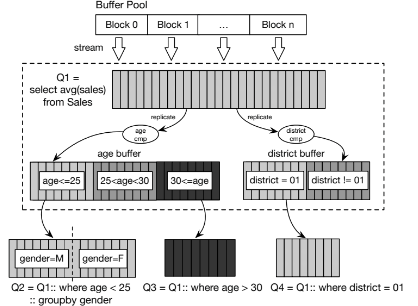 Buffer Pool
Block 0 Block 1 ... Block n
stream
Q1 =
select avg(sales)
from Sales
replicate replicate
age
cmp
district
cmp
age buffer district buffer
age<=25 25<age<30 30<=age district = 01 district != 01
gender=M gender=F
Q2 = Q1:: where age < 25 Q3 = Q1:: where age > 30 Q4 = Q1:: where district = 01
:: groupby gender